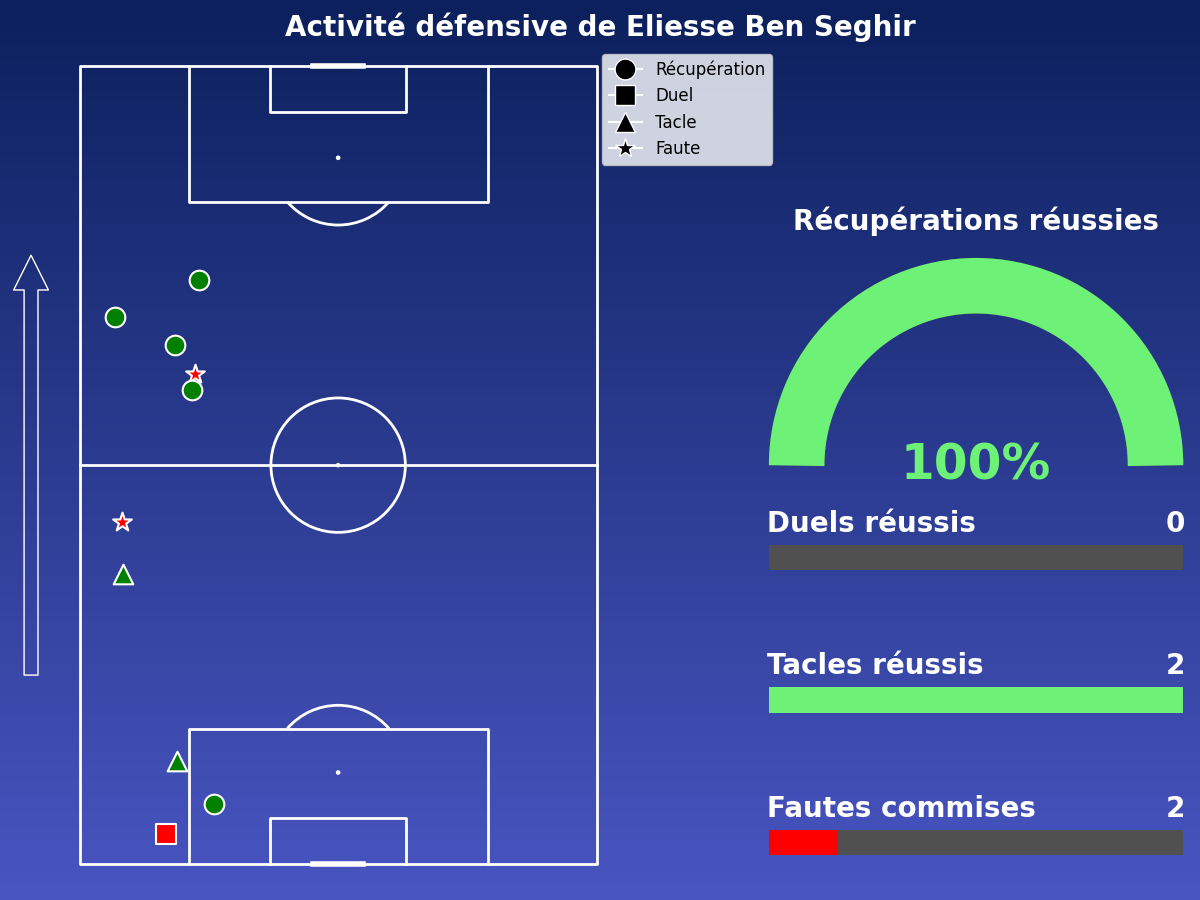 Activité défensive de Eliesse Ben Seghir
Récupération
Duel
Tacle
Faute
Récupérations réussies
100%
Duels réussis 0
Tacles réussis 2
Fautes commises 2